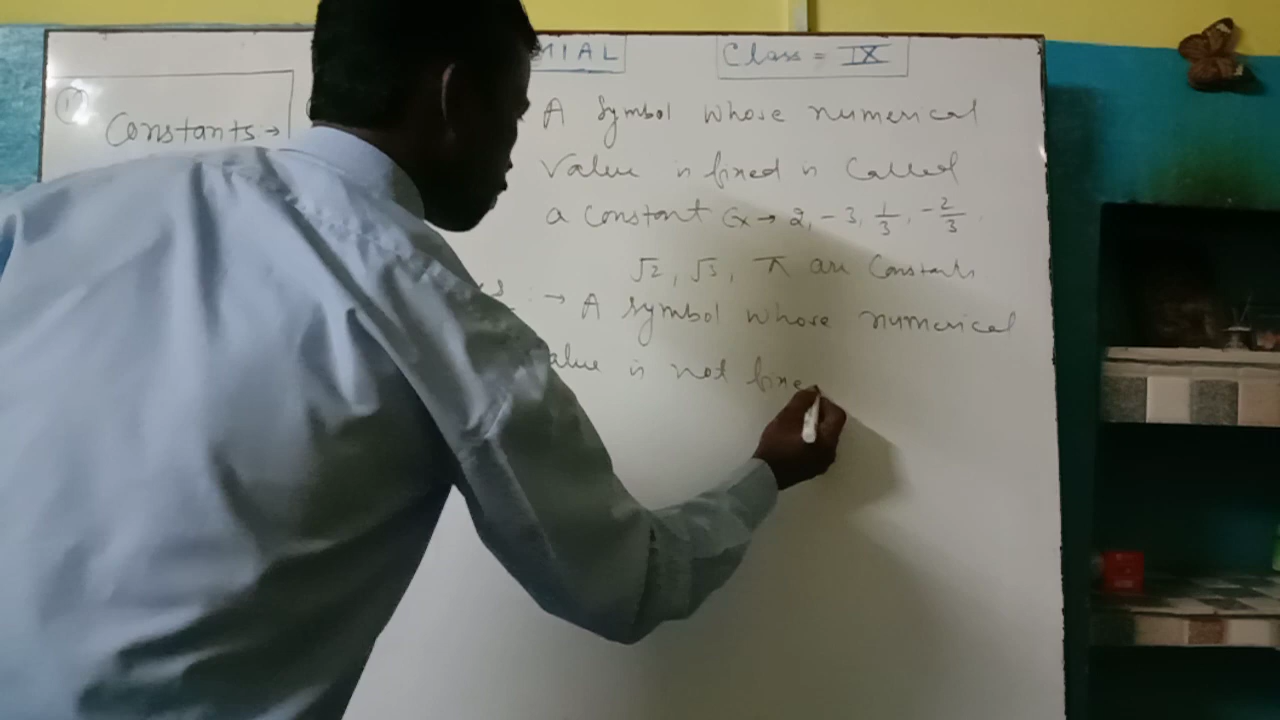 MIAL
Class = IX
1
Constants →
A Symbol whose numerical
Value is fixed is Called
a constant Ex → 2, -3, 1/3, -2/3.
√2, √3, π are Constants
→ A symbol whose numerical
alue is not fixe